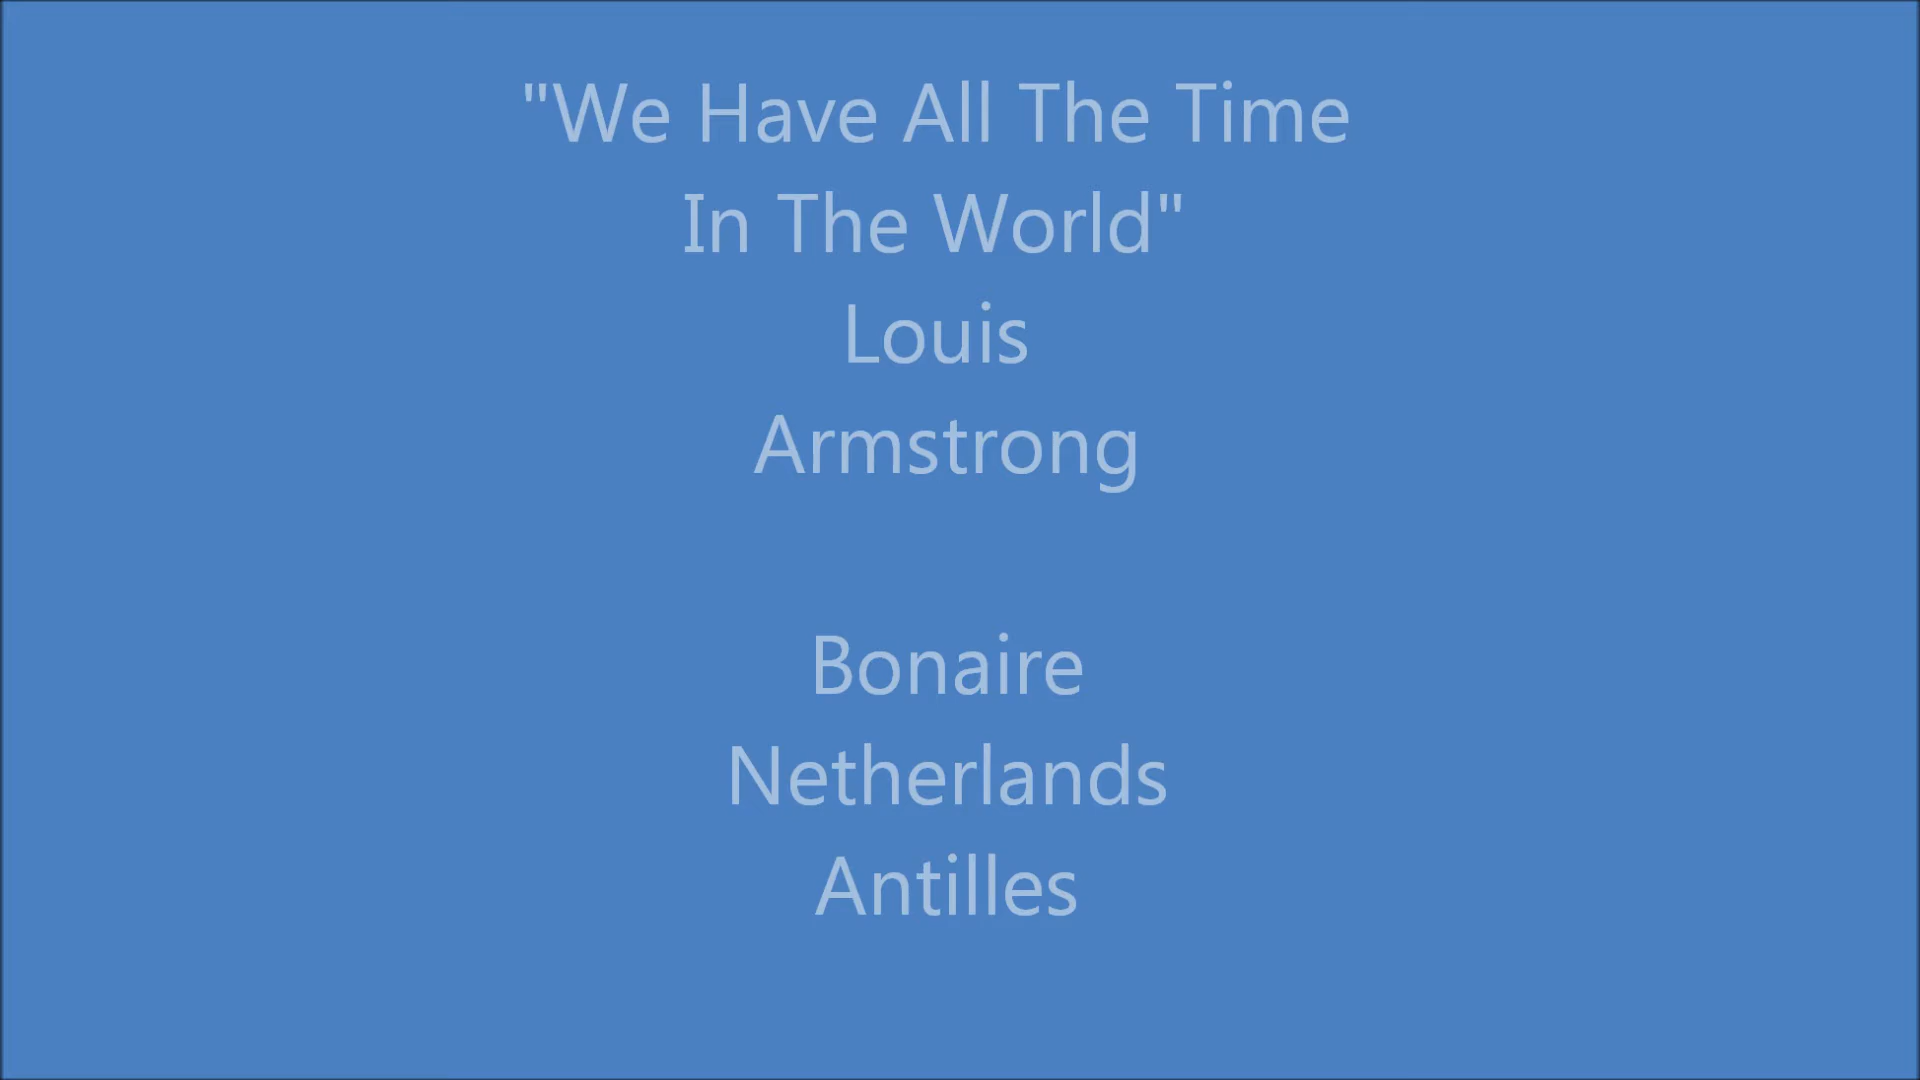 "We Have All The Time
In The World"
Louis
Armstrong
Bonaire
Netherlands
Antilles